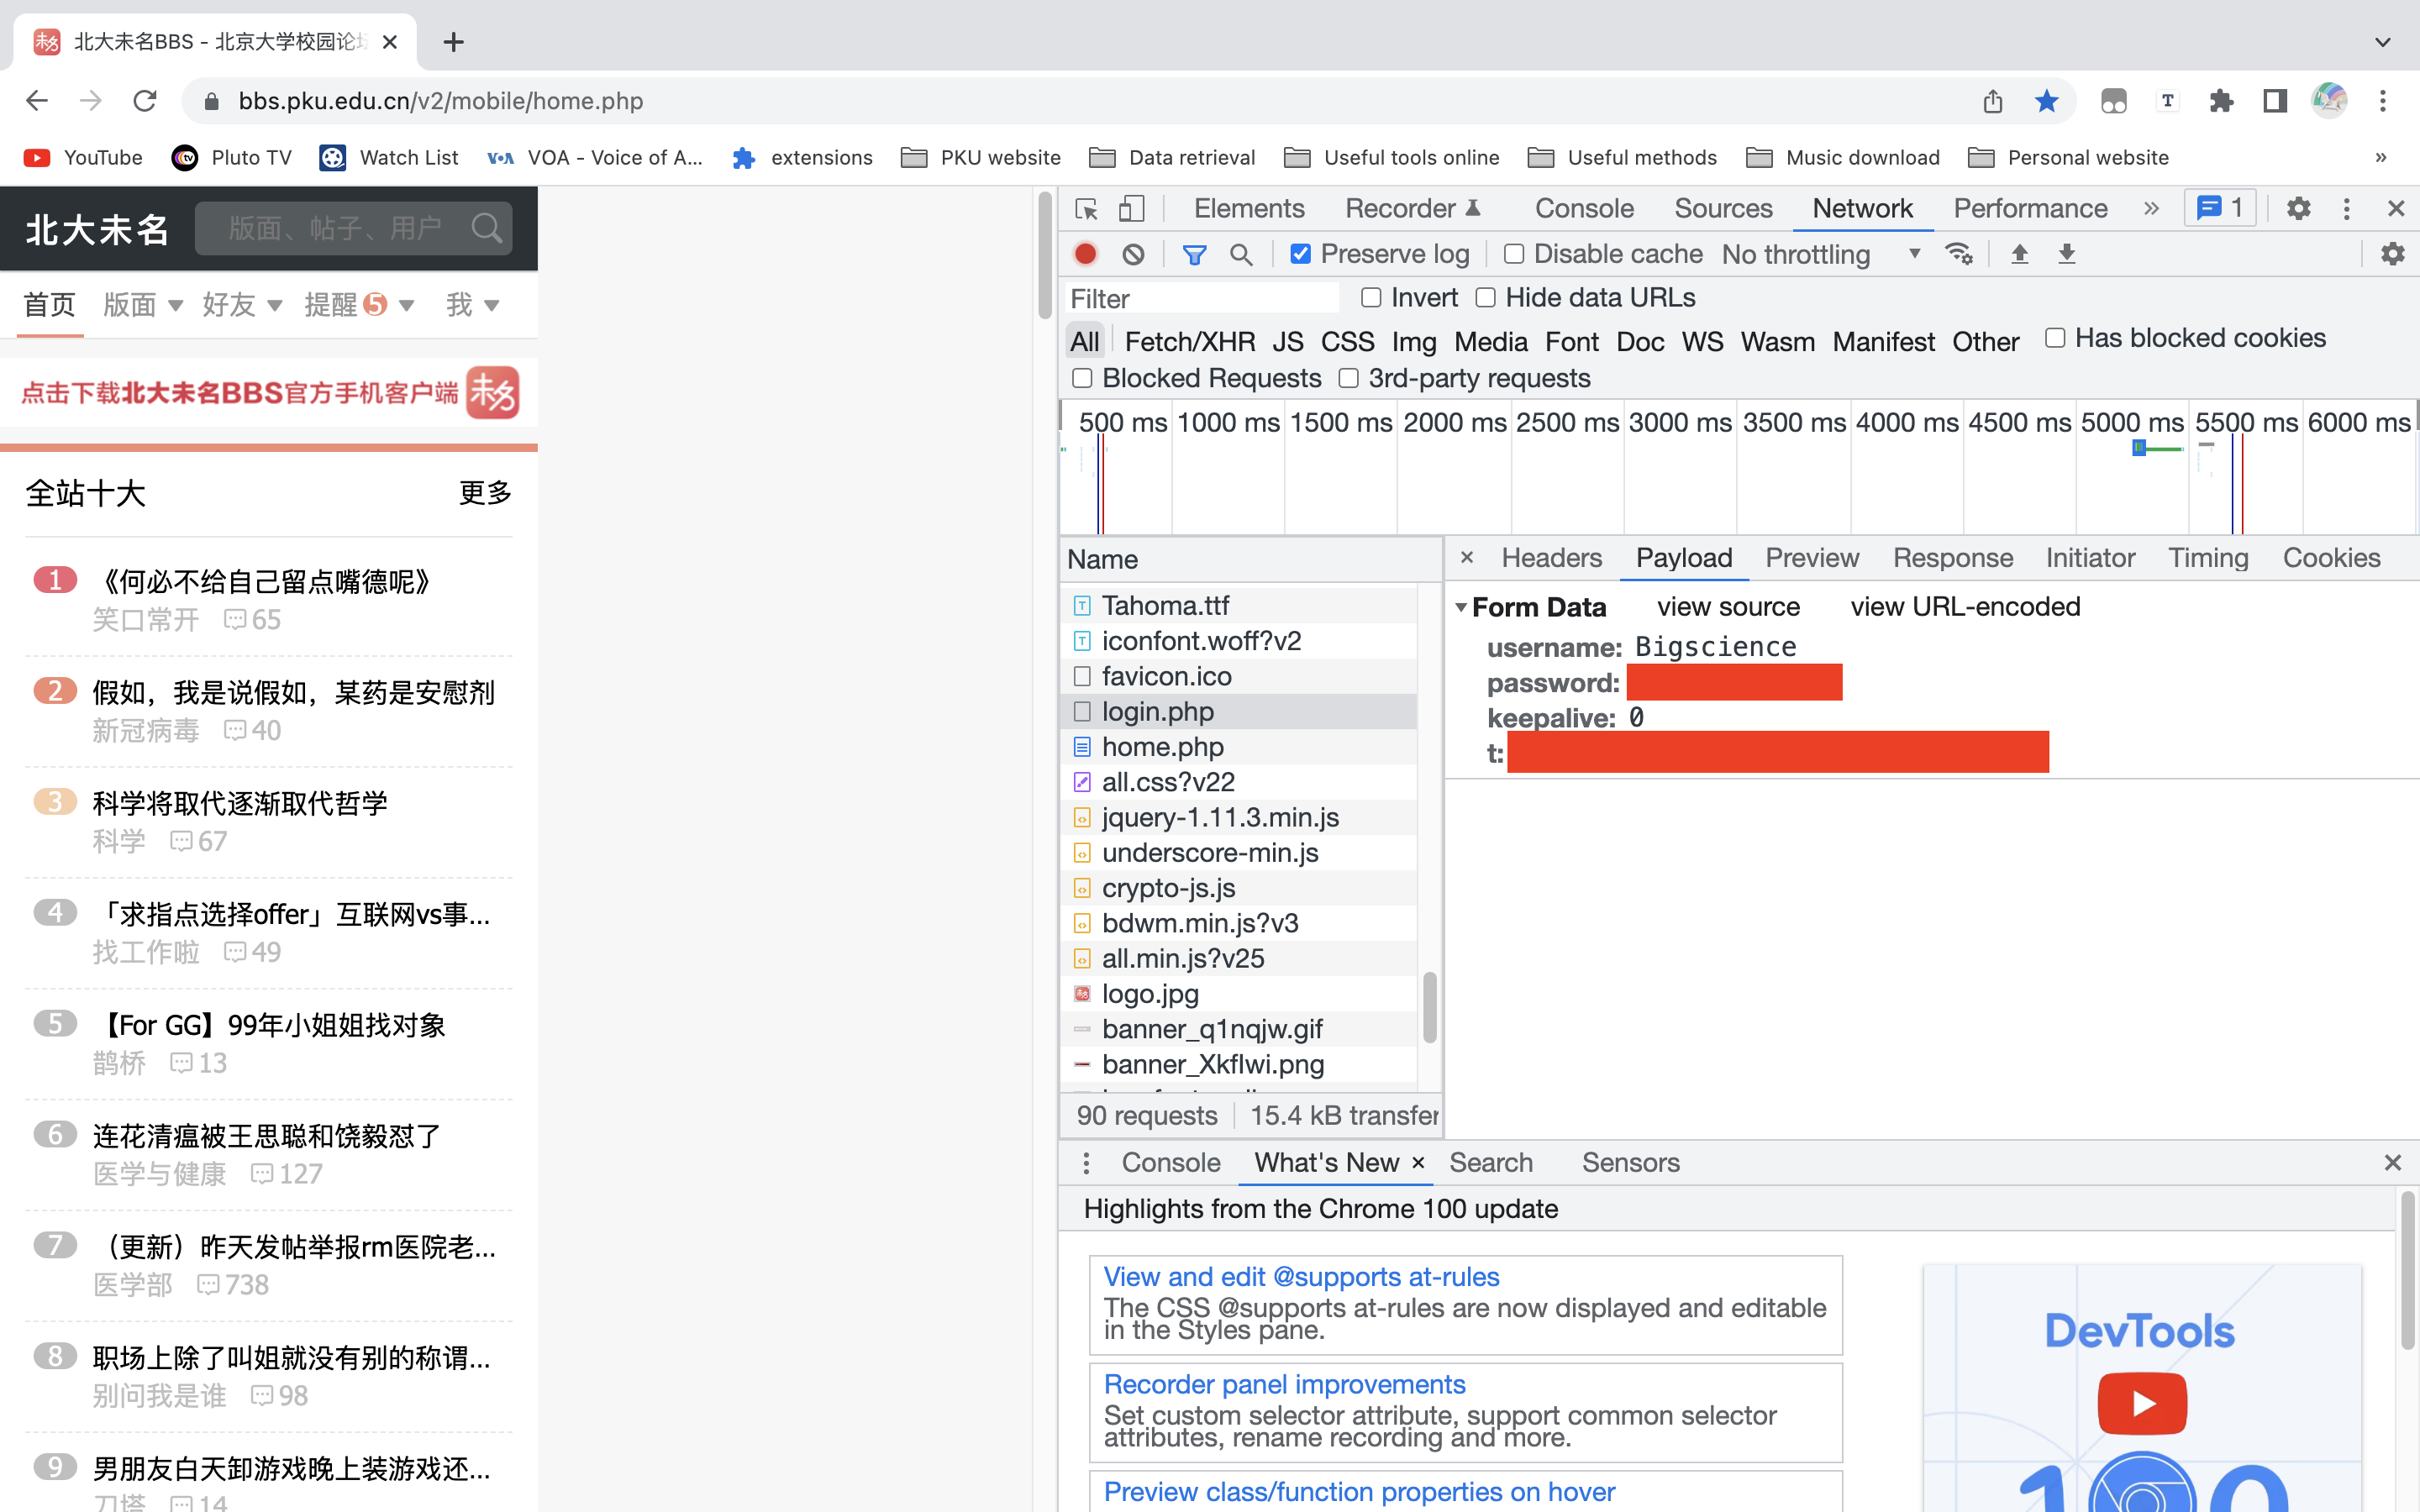 北大未名BBS - 北京大学校园论坛
bbs.pku.edu.cn/v2/mobile/home.php
YouTube
Pluto TV
Watch List
VOA - Voice of A...
extensions
PKU website
Data retrieval
Useful tools online
Useful methods
Music download
Personal website
»
北大未名
版面、帖子、用户
首页 版面 好友 提醒 5 我
点击下载北大未名BBS官方手机客户端 未名
全站十大 更多
1 《何必不给自己留点嘴德呢》
笑口常开 65
2 假如，我是说假如，某药是安慰剂
新冠病毒 40
3 科学将取代逐渐取代哲学
科学 67
4 「求指点选择offer」互联网vs事...
找工作啦 49
5 【For GG】99年小姐姐找对象
鹊桥 13
6 连花清瘟被王思聪和饶毅怼了
医学与健康 127
7 （更新）昨天发帖举报rm医院老...
医学部 738
8 职场上除了叫姐就没有别的称谓...
别问我是谁 98
9 男朋友白天卸游戏晚上装游戏还...
刀塔 14
Elements Recorder Console Sources Network Performance » 1
Preserve log Disable cache No throttling
Filter Invert Hide data URLs
All Fetch/XHR JS CSS Img Media Font Doc WS Wasm Manifest Other Has blocked cookies
Blocked Requests 3rd-party requests
500 ms 1000 ms 1500 ms 2000 ms 2500 ms 3000 ms 3500 ms 4000 ms 4500 ms 5000 ms 5500 ms 6000 ms
Name
Tahoma.ttf
iconfont.woff?v2
favicon.ico
login.php
home.php
all.css?v22
jquery-1.11.3.min.js
underscore-min.js
crypto-js.js
bdwm.min.js?v3
all.min.js?v25
logo.jpg
banner_q1nqjw.gif
banner_XkfIwi.png
90 requests 15.4 kB transfer
Headers Payload Preview Response Initiator Timing Cookies
Form Data view source view URL-encoded
username: Bigscience
password:
keepalive: 0
t:
Console What's New × Search Sensors
Highlights from the Chrome 100 update
View and edit @supports at-rules
The CSS @supports at-rules are now displayed and editable
in the Styles pane.
Recorder panel improvements
Set custom selector attribute, support common selector
attributes, rename recording and more.
Preview class/function properties on hover
DevTools
100